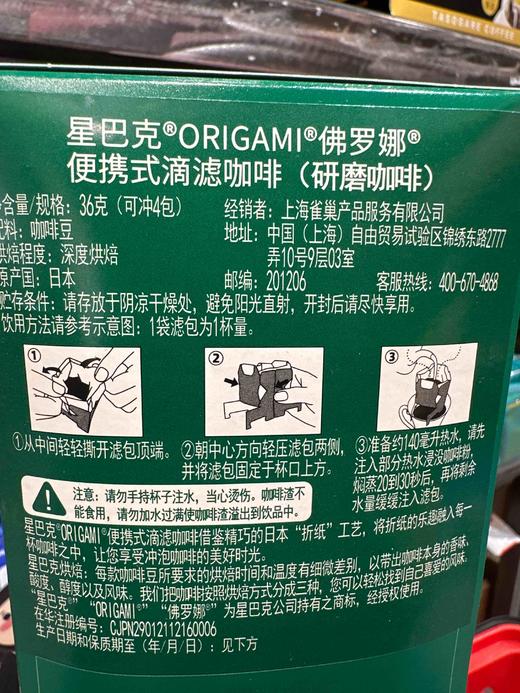 TASOGARE
COFFEE
星巴克®ORIGAMI®佛罗娜®
便携式滴滤咖啡（研磨咖啡）
含量/规格：36克（可冲4包）
配料：咖啡豆
烘焙程度：深度烘焙
原产国：日本
经销者：上海雀巢产品服务有限公司
地址：中国（上海）自由贸易试验区锦绣东路2777
弄10号9层03室
邮编：201206
客服热线：400-670-4868
贮存条件：请存放于阴凉干燥处，避免阳光直射，开封后请尽快享用。
饮用方法请参考示意图：1袋滤包为1杯量。
①
②
③
①从中间轻轻撕开滤包顶端。
②朝中心方向轻压滤包两侧，
并将滤包固定于杯口上方。
③准备约140毫升热水，请先
注入部分热水浸没咖啡粉，
焖蒸20到30秒后，再将剩余
水量缓缓注入滤包。
注意：请勿手持杯子注水，当心烫伤。咖啡渣不
能食用，请勿加水过满使咖啡渣溢出到饮品中。
星巴克®ORIGAMI®便携式滴滤咖啡借鉴精巧的日本“折纸”工艺，将折纸的乐趣融入每一
杯咖啡之中，让您享受冲泡咖啡的美好时光。
星巴克烘焙：每款咖啡豆所要求的烘焙时间和温度有细微差别，以带出咖啡本身的香味、
酸度、醇度以及风味。我们把咖啡按照烘焙方式分成三种，您可以轻松找到自己喜爱的风味。
“星巴克®”“ORIGAMI®”“佛罗娜®”为星巴克公司持有之商标，经授权使用。
在华注册编号：CJPN29012112160006
生产日期和保质期至（年/月/日）：见下方